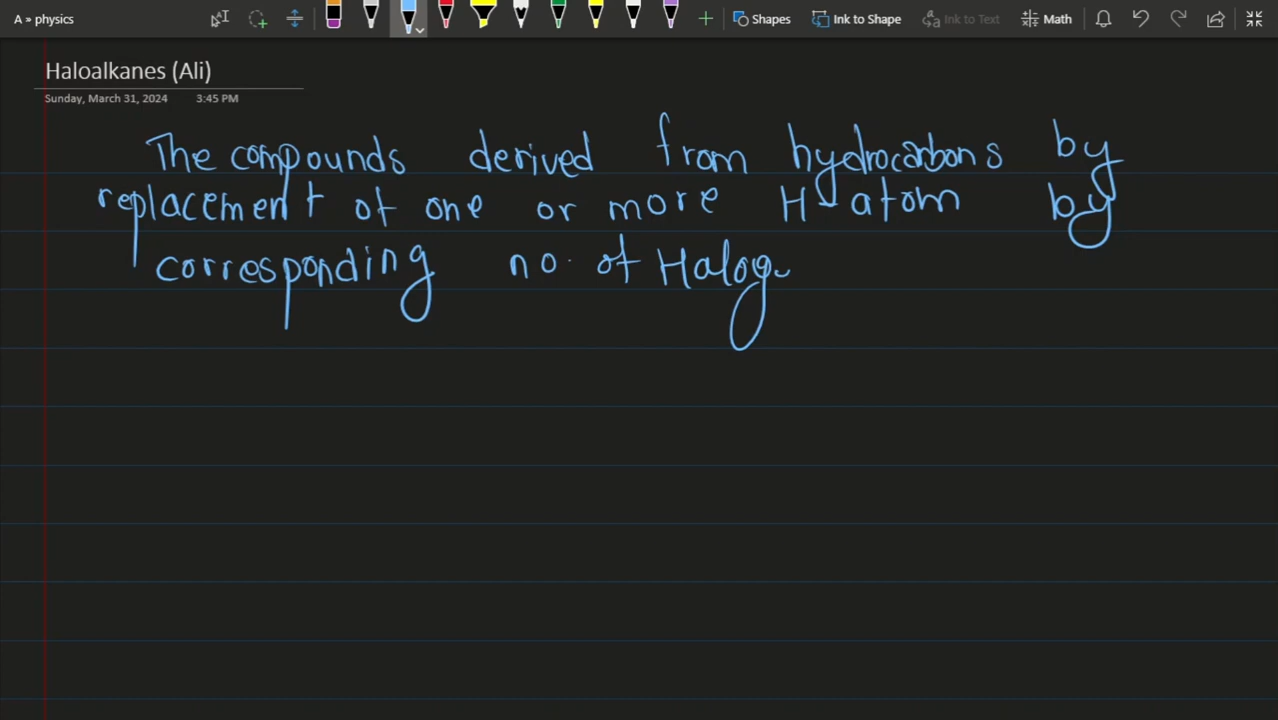 A » physics
Shapes
Ink to Shape
Ink to Text
Math
Haloalkanes (Ali)
Sunday, March 31, 2024 3:45 PM
The compounds derived from hydrocarbons by
replacement of one or more H atom by
corresponding no. of Halog